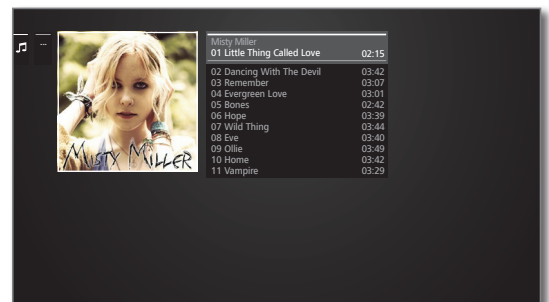 ...
MISTY MILLER
Misty Miller
01 Little Thing Called Love 02:15
02 Dancing With The Devil 03:42
03 Remember 03:07
04 Evergreen Love 03:01
05 Bones 02:42
06 Hope 03:39
07 Wild Thing 03:44
08 Eve 03:40
09 Ollie 03:49
10 Home 03:42
11 Vampire 03:29